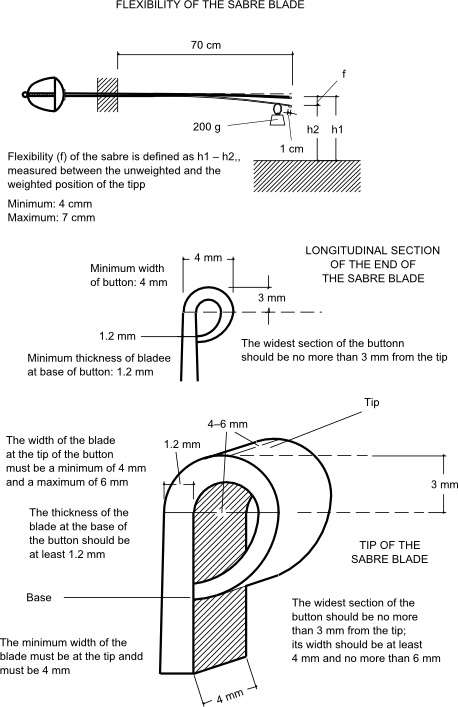 FLEXIBILITY OF THE SABRE BLADE
70 cm
f
200 g
h2
h1
1 cm
Flexibility (f) of the sabre is defined as h1 – h2,,
measured between the unweighted and the
weighted position of the tipp
Minimum: 4 cmm
Maximum: 7 cmm
4 mm
LONGITUDINAL SECTION
OF THE END OF
THE SABRE BLADE
Minimum width
of button: 4 mm
3 mm
1.2 mm
The widest section of the buttonn
should be no more than 3 mm from the tip
Minimum thickness of bladee
at base of button: 1.2 mm
Tip
4–6 mm
The width of the blade
at the tip of the button
must be a minimum of 4 mm
and a maximum of 6 mm
1.2 mm
3 mm
The thickness of the
blade at the base of
the button should be
at least 1.2 mm
TIP OF THE
SABRE BLADE
Base
The widest section of the
button should be no more
than 3 mm from the tip;
its width should be at least
4 mm and no more than 6 mm
The minimum width of the
blade must be at the tip andd
must be 4 mm
4 mm